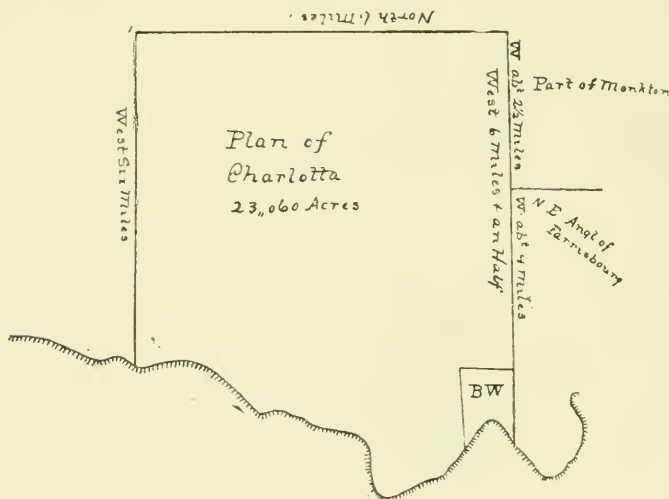 North 6 Miles.
West Six Miles
Plan of
Charlotta
23,,060 Acres
West 6 Miles & an Half
W abt 2½ Miles
Part of Monkton
N E Angl of
Farrisbourg
W. abt 4 Miles
BW